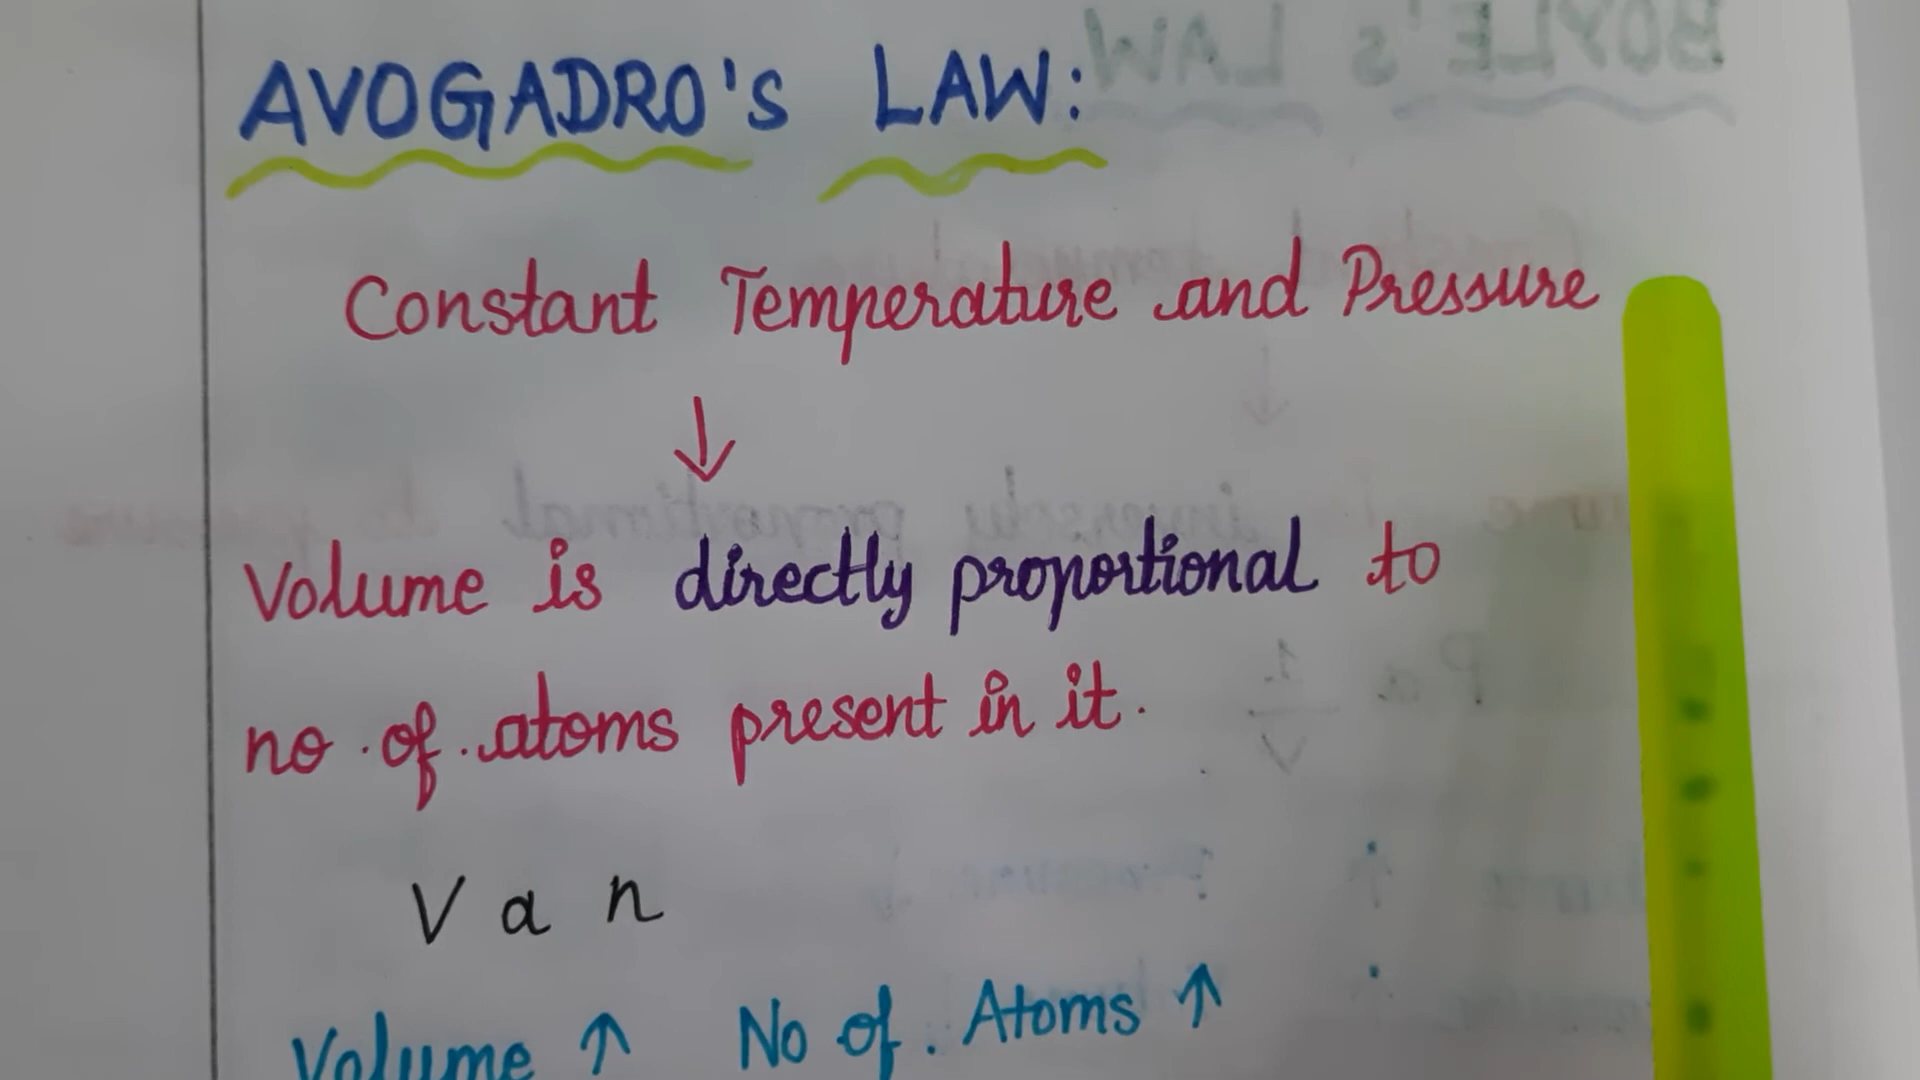 AVOGADRO's LAW:
Constant Temperature and Pressure
↓
Volume is directly proportional to
no. of. atoms present in it.
V α n
Volume ↑ No of. Atoms ↑